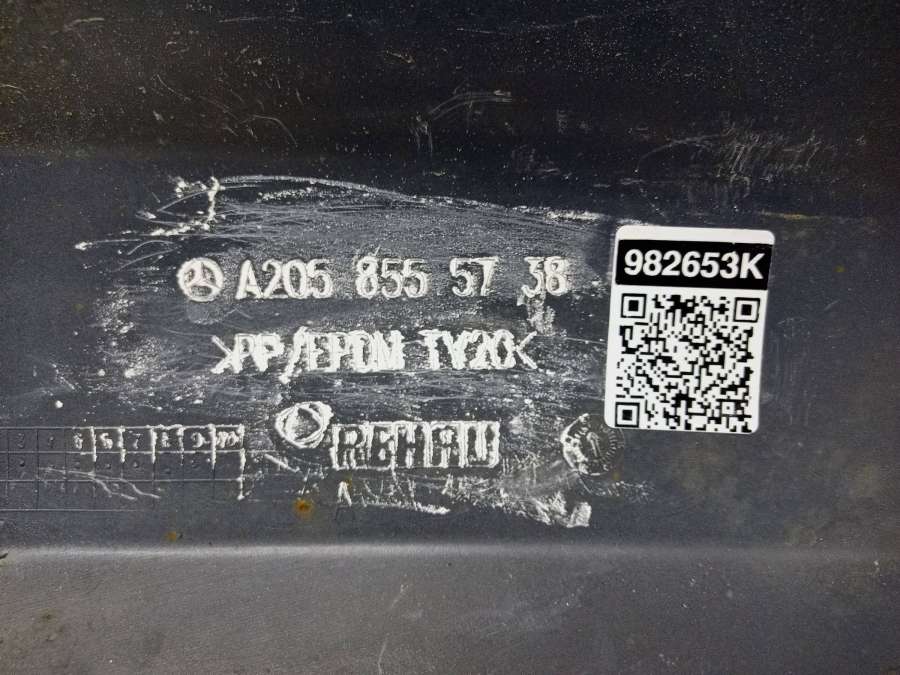 982653K
A205 855 57 38
>PP/EPDM TV20<
REHAU